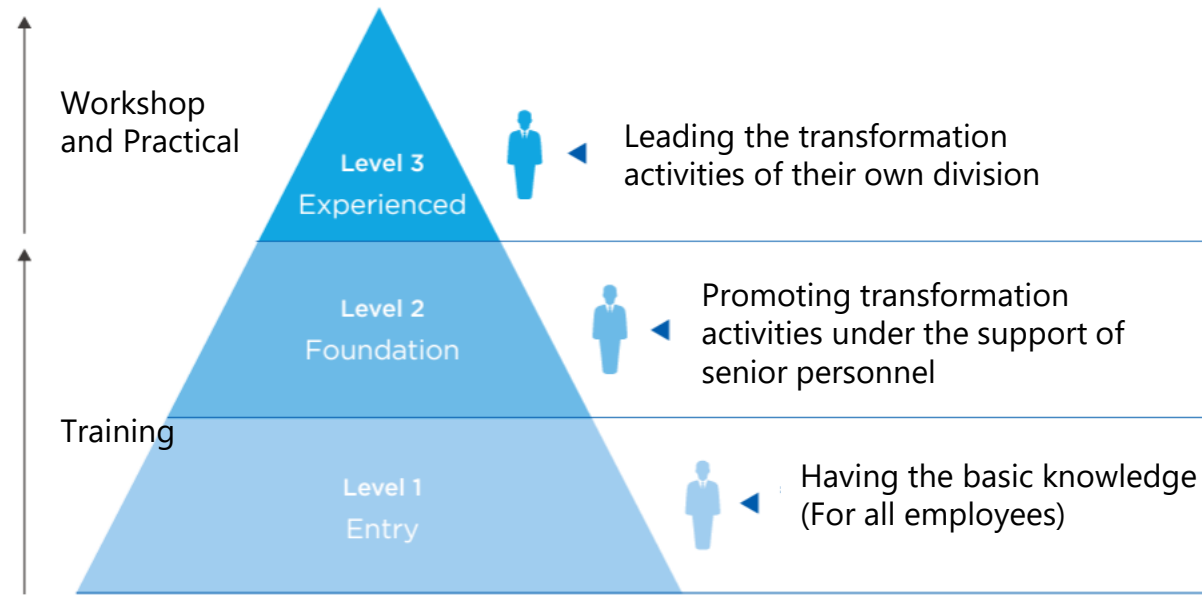 Workshop
and Practical
Level 3
Experienced
Leading the transformation
activities of their own division
Level 2
Foundation
Promoting transformation
activities under the support of
senior personnel
Training
Level 1
Entry
Having the basic knowledge
(For all employees)